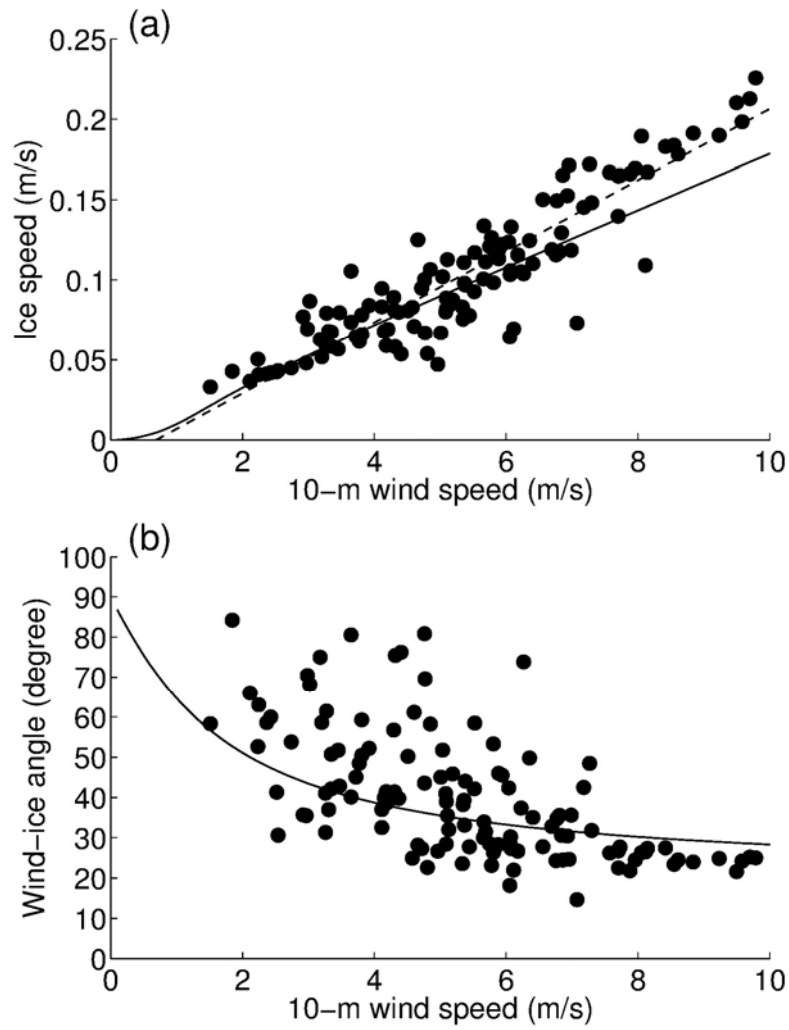 (a)
0.25
0.2
0.15
0.1
0.05
0
Ice speed (m/s)
0 2 4 6 8 10
10-m wind speed (m/s)
(b)
100
90
80
70
60
50
40
30
20
10
0
Wind-ice angle (degree)
0 2 4 6 8 10
10-m wind speed (m/s)